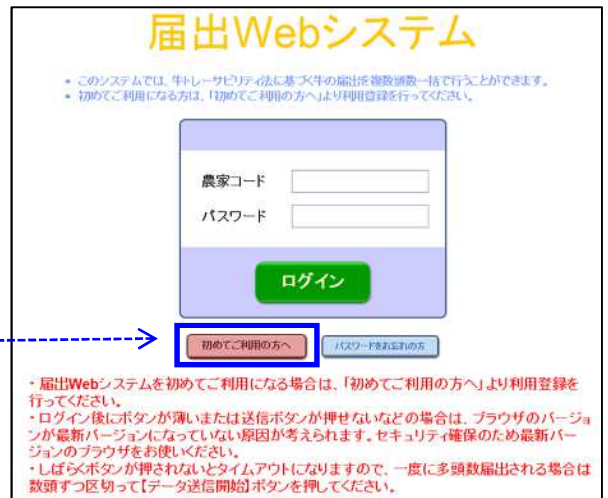 届出Webシステム
• このシステムでは、牛トレーサビリティ法に基づく牛の届出を複数頭数一括で行うことができます。
• 初めてご利用になる方は、「初めてご利用の方へ」より利用登録を行ってください。
農家コード
パスワード
ログイン
初めてご利用の方へ
パスワードをお忘れの方
・届出Webシステムを初めてご利用になる場合は、「初めてご利用の方へ」より利用登録を
行ってください。
・ログイン後にボタンが薄いまたは送信ボタンが押せないなどの場合は、ブラウザのバージョ
ンが最新バージョンになっていない原因が考えられます。セキュリティ確保のため最新バー
ジョンのブラウザをお使いください。
・しばらくボタンが押されないとタイムアウトになりますので、一度に多頭数届出される場合は
数頭ずつ区切って【データ送信開始】ボタンを押してください。